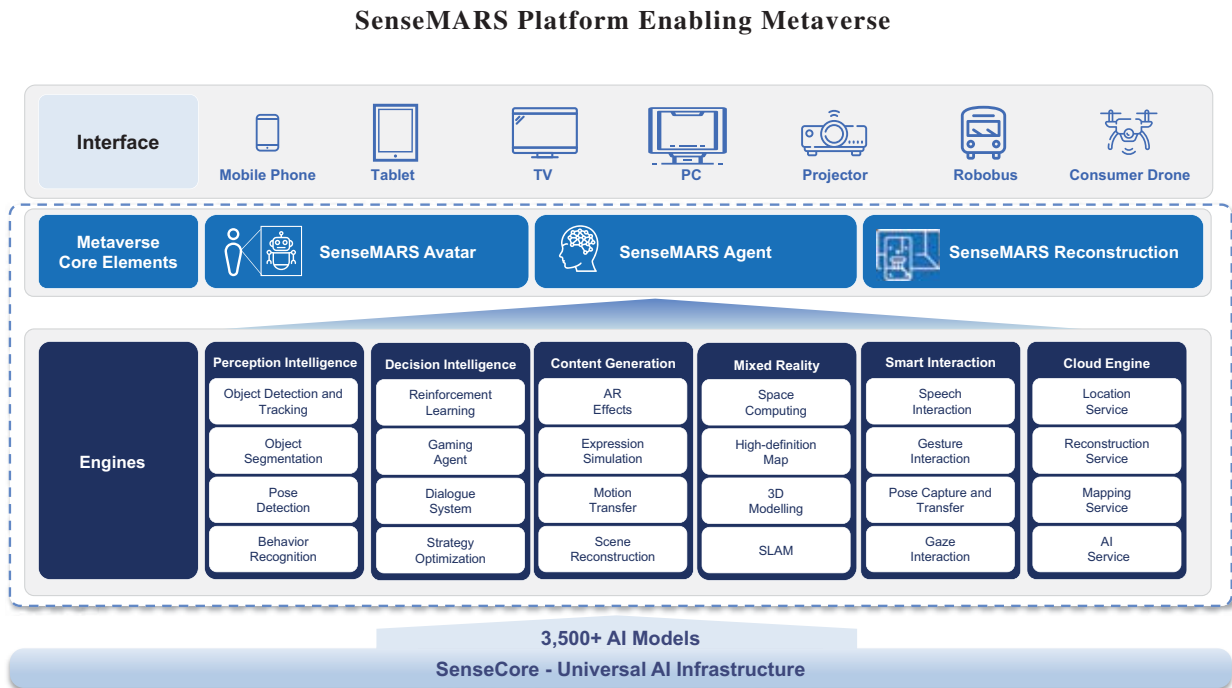 SenseMARS Platform Enabling Metaverse
Interface
Mobile Phone
Tablet
TV
PC
Projector
Robobus
Consumer Drone
Metaverse
Core Elements
SenseMARS Avatar
SenseMARS Agent
SenseMARS Reconstruction
Engines
Perception Intelligence
Object Detection and
Tracking
Object
Segmentation
Pose
Detection
Behavior
Recognition
Decision Intelligence
Reinforcement
Learning
Gaming
Agent
Dialogue
System
Strategy
Optimization
Content Generation
AR
Effects
Expression
Simulation
Motion
Transfer
Scene
Reconstruction
Mixed Reality
Space
Computing
High-definition
Map
3D
Modelling
SLAM
Smart Interaction
Speech
Interaction
Gesture
Interaction
Pose Capture and
Transfer
Gaze
Interaction
Cloud Engine
Location
Service
Reconstruction
Service
Mapping
Service
AI
Service
3,500+ AI Models
SenseCore - Universal AI Infrastructure